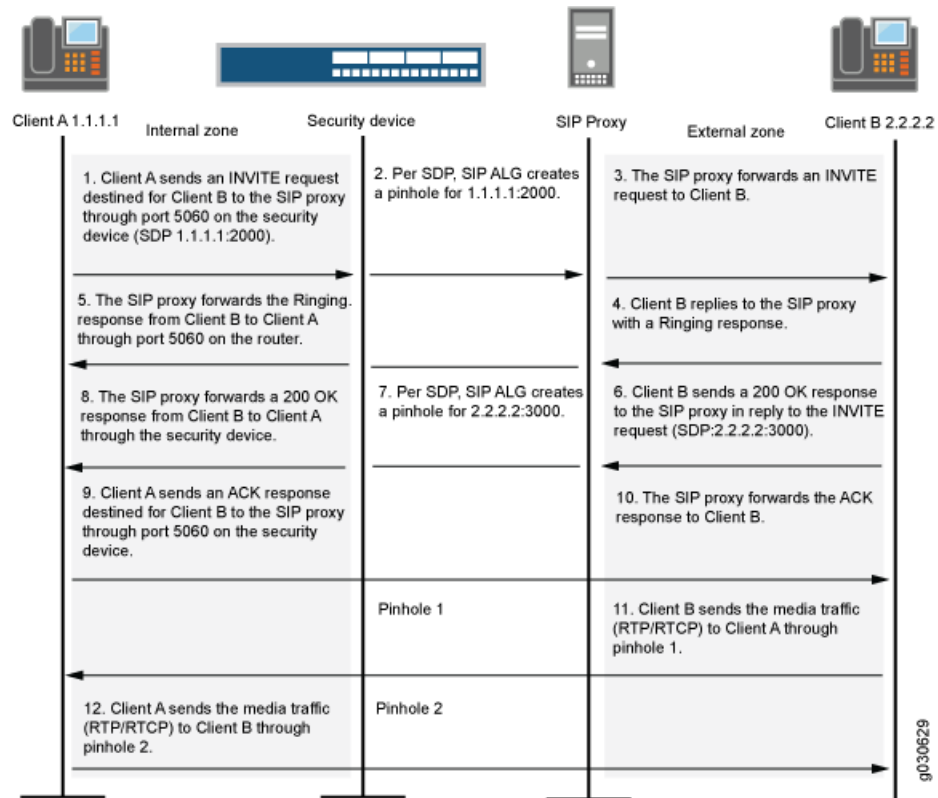 Client A 1.1.1.1
Internal zone
Security device
SIP Proxy
External zone
Client B 2.2.2.2
1. Client A sends an INVITE request
destined for Client B to the SIP proxy
through port 5060 on the security
device (SDP 1.1.1.1:2000).
2. Per SDP, SIP ALG creates
a pinhole for 1.1.1.1:2000.
3. The SIP proxy forwards an INVITE
request to Client B.
5. The SIP proxy forwards the Ringing.
response from Client B to Client A
through port 5060 on the router.
4. Client B replies to the SIP proxy
with a Ringing response.
8. The SIP proxy forwards a 200 OK
response from Client B to Client A
through the security device.
7. Per SDP, SIP ALG creates
a pinhole for 2.2.2.2:3000.
6. Client B sends a 200 OK response
to the SIP proxy in reply to the INVITE
request (SDP:2.2.2.2:3000).
9. Client A sends an ACK response
destined for Client B to the SIP proxy
through port 5060 on the security
device.
10. The SIP proxy forwards the ACK
response to Client B.
Pinhole 1
11. Client B sends the media traffic
(RTP/RTCP) to Client A through
pinhole 1.
12. Client A sends the media traffic
(RTP/RTCP) to Client B through
pinhole 2.
Pinhole 2
g030629